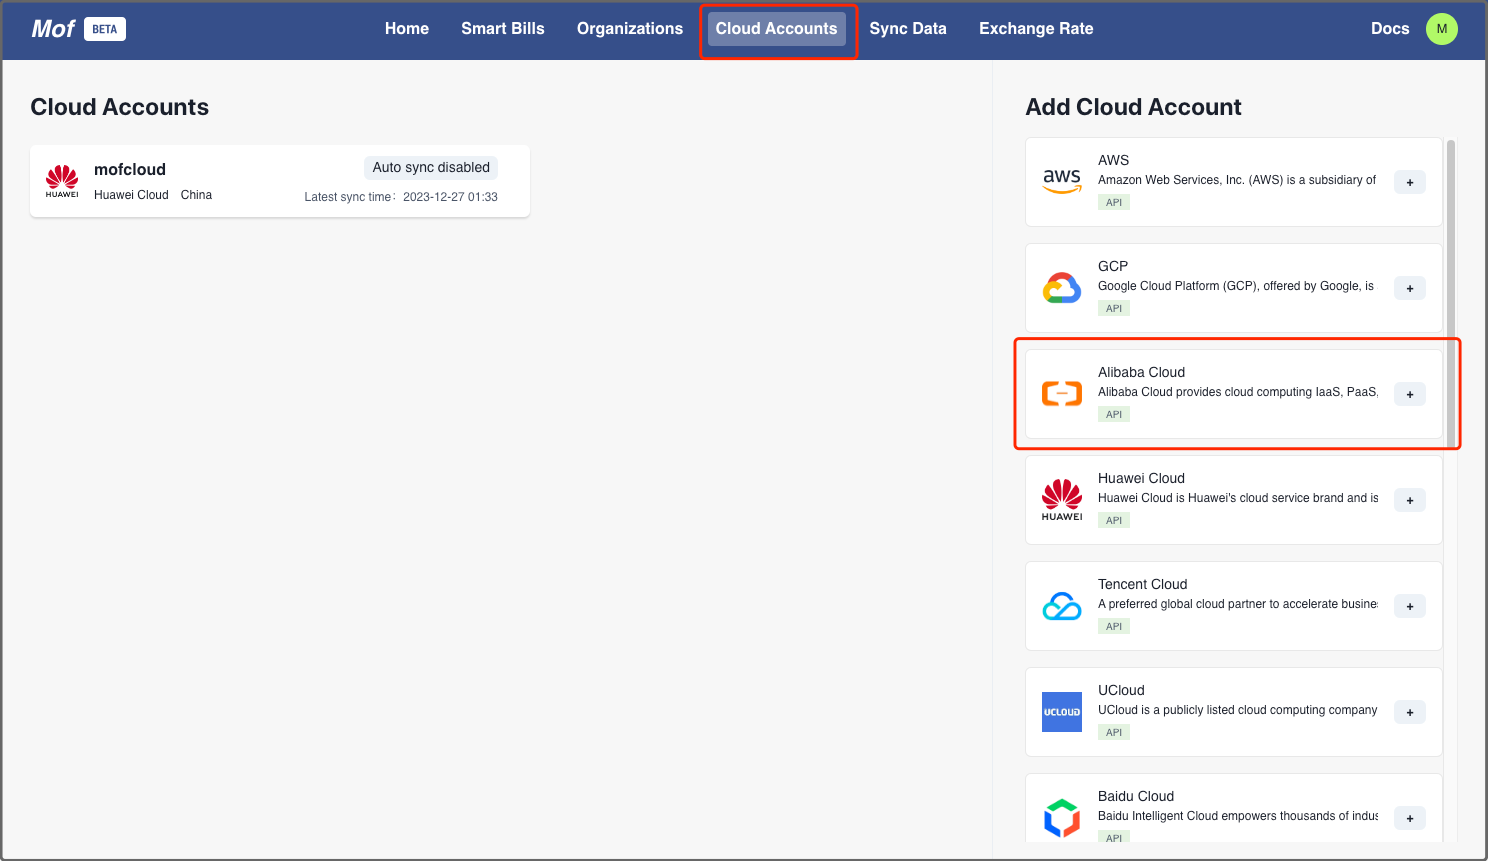 Mof BETA Home Smart Bills Organizations Cloud Accounts Sync Data Exchange Rate Docs M
Cloud Accounts
mofcloud Auto sync disabled
Huawei Cloud China Latest sync time: 2023-12-27 01:33
HUAWEI
Add Cloud Account
AWS
aws
Amazon Web Services, Inc. (AWS) is a subsidiary of
API
+
GCP
Google Cloud Platform (GCP), offered by Google, is
API
+
Alibaba Cloud
Alibaba Cloud provides cloud computing IaaS, PaaS,
API
+
Huawei Cloud
Huawei Cloud is Huawei's cloud service brand and is
HUAWEI
API
+
Tencent Cloud
A preferred global cloud partner to accelerate busines
API
+
UCloud
UCLOUD
UCloud is a publicly listed cloud computing company
API
+
Baidu Cloud
Baidu Intelligent Cloud empowers thousands of indus
API
+